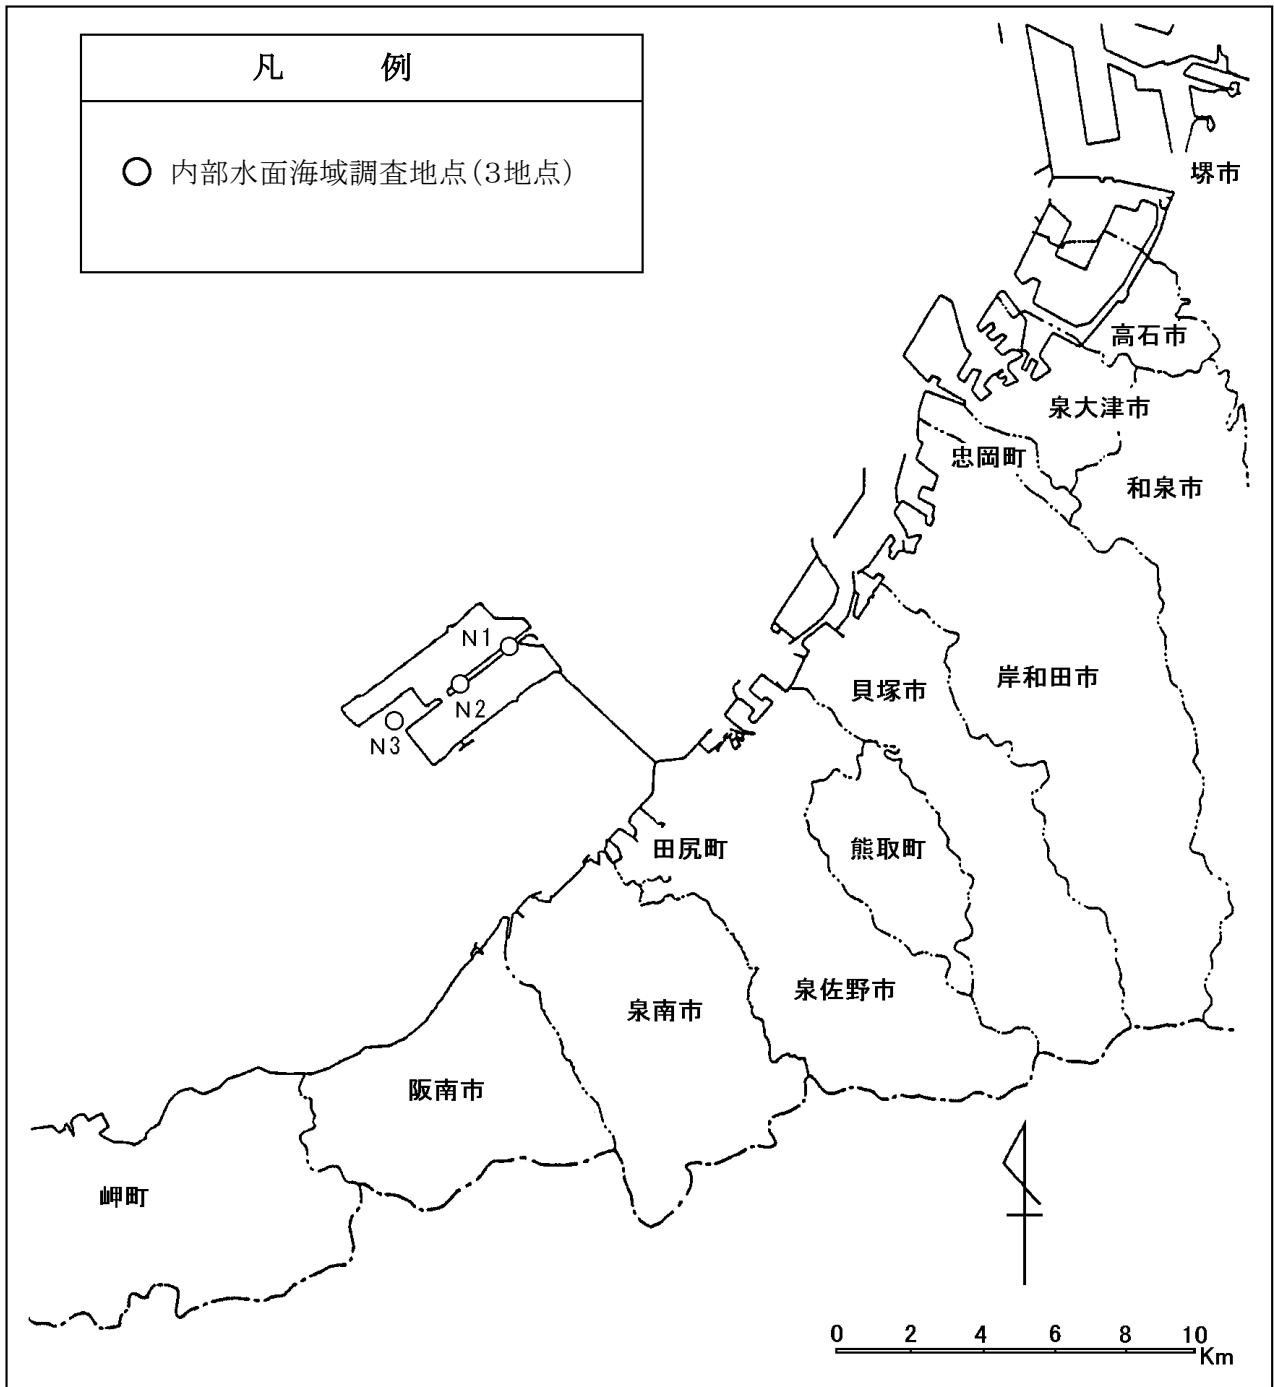 凡 例
内部水面海域調査地点(3地点)
堺市
高石市
泉大津市
忠岡町
和泉市
N1
岸和田市
貝塚市
N2
N3
田尻町
熊取町
泉佐野市
泉南市
阪南市
岬町
0 2 4 6 8 10
Km